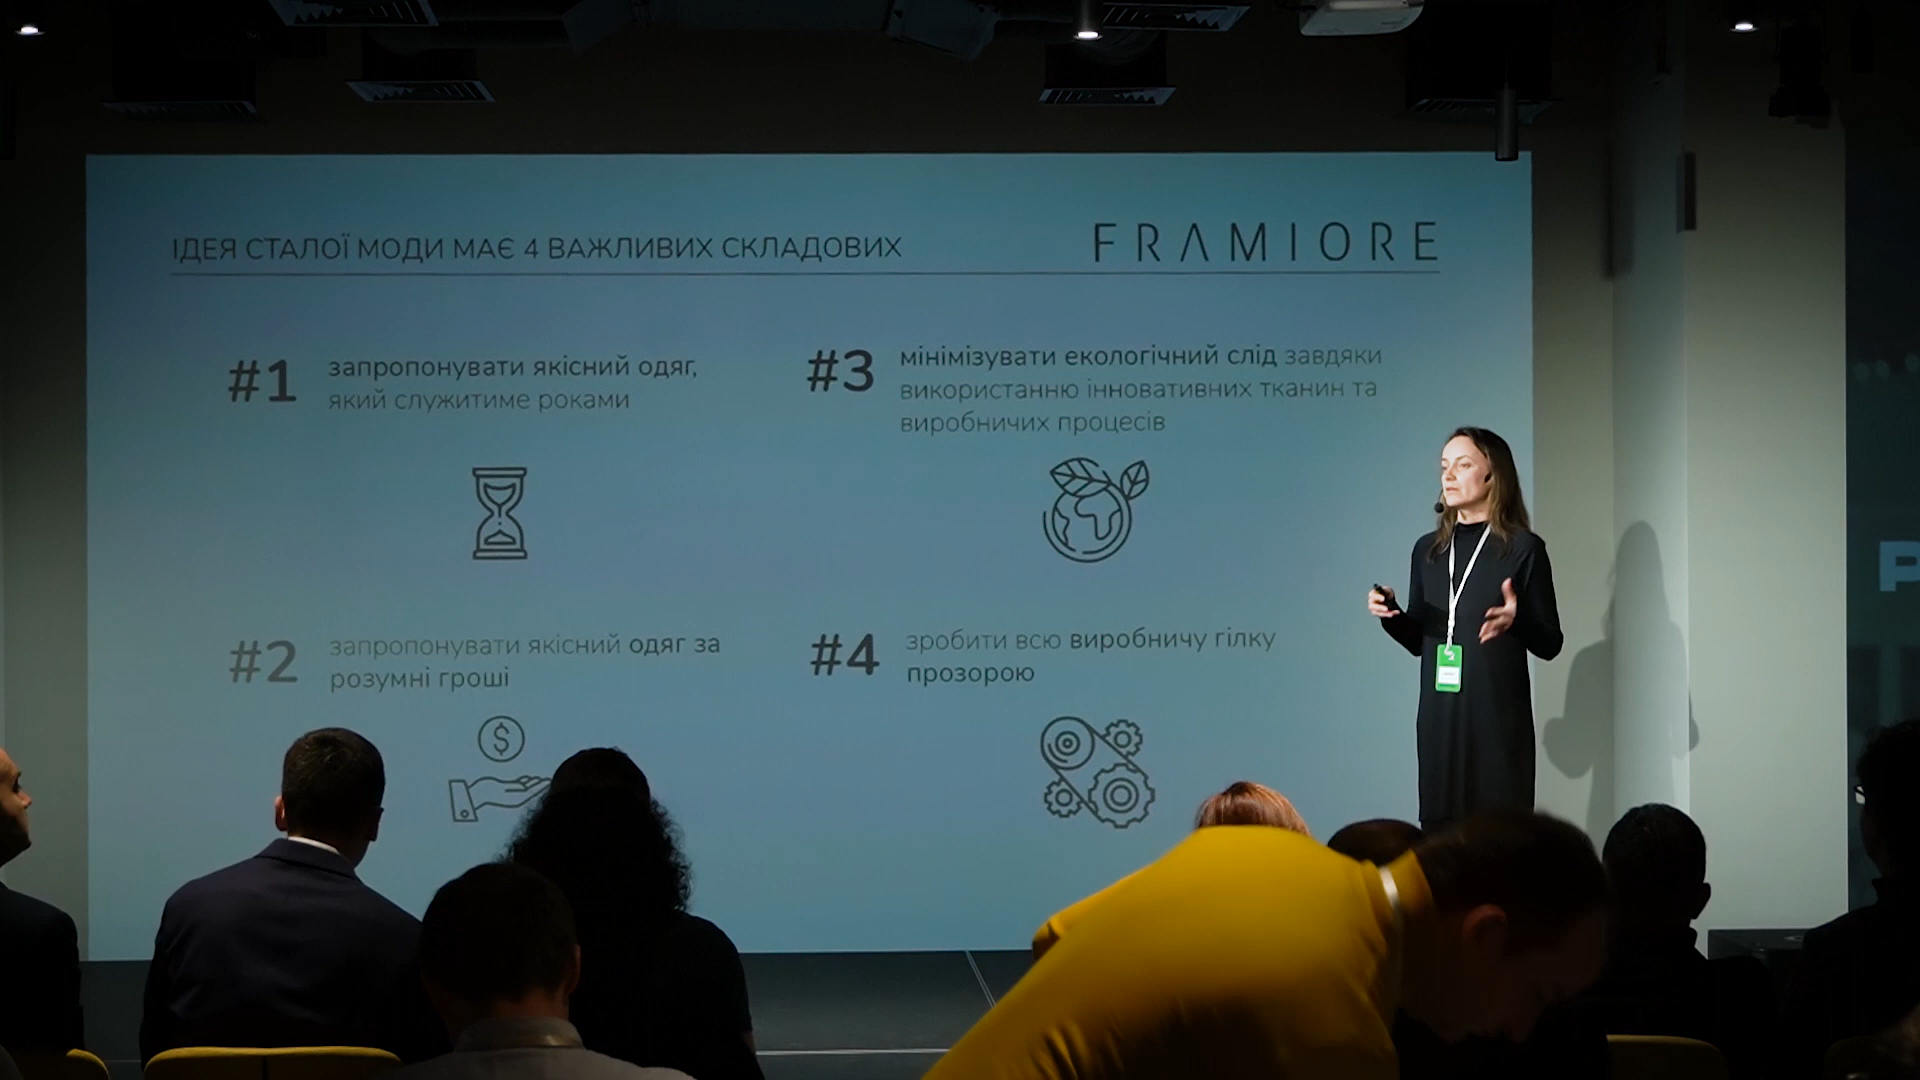 ІДЕЯ СТАЛОЇ МОДИ МАЄ 4 ВАЖЛИВИХ СКЛАДОВИХ
FRAMIORE
#1
запропонувати якісний одяг,
який служитиме роками
#2
запропонувати якісний одяг за
розумні гроші
$
#3
мінімізувати екологічний слід завдяки
використанню інновативних тканин та
виробничих процесів
#4
зробити всю виробничу гілку
прозорою